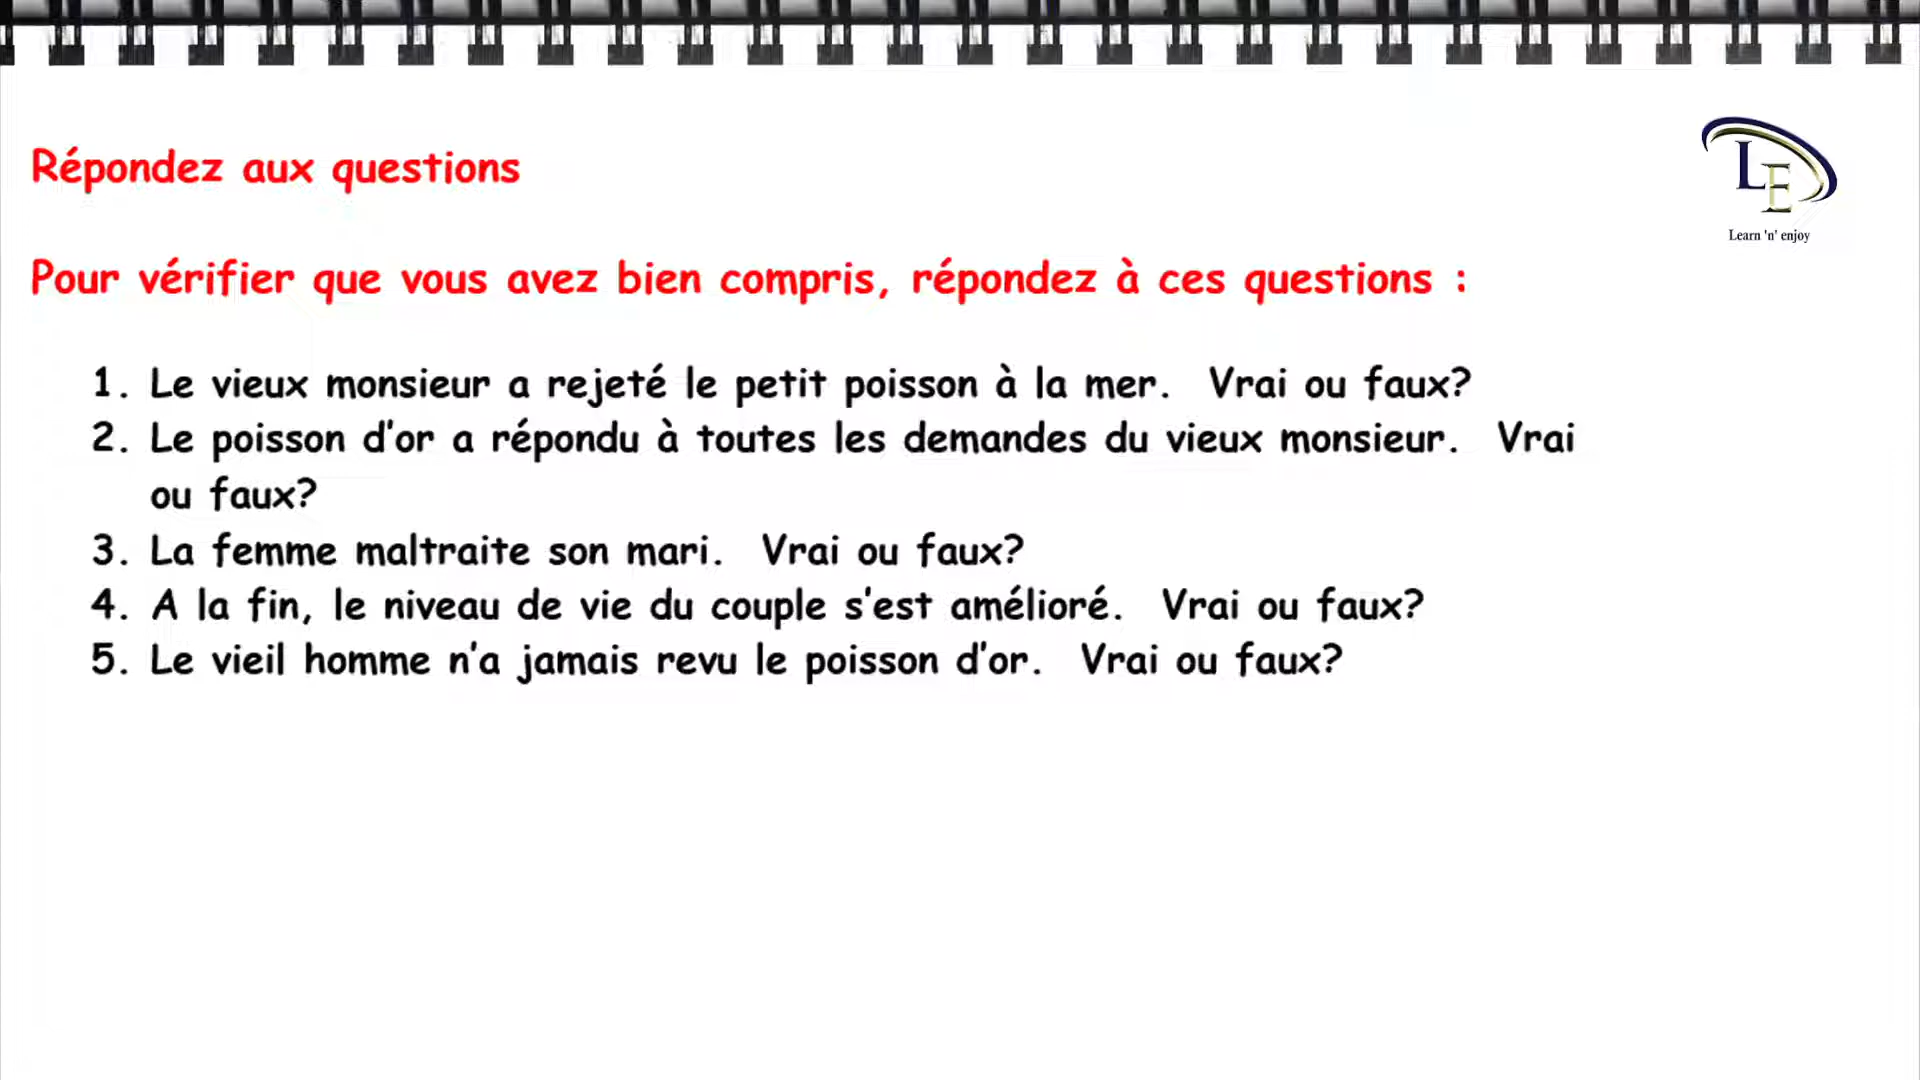 Répondez aux questions
LE
Learn 'n' enjoy
Pour vérifier que vous avez bien compris, répondez à ces questions :
1. Le vieux monsieur a rejeté le petit poisson à la mer. Vrai ou faux?
2. Le poisson d'or a répondu à toutes les demandes du vieux monsieur. Vrai
ou faux?
3. La femme maltraite son mari. Vrai ou faux?
4. A la fin, le niveau de vie du couple s'est amélioré. Vrai ou faux?
5. Le vieil homme n'a jamais revu le poisson d'or. Vrai ou faux?